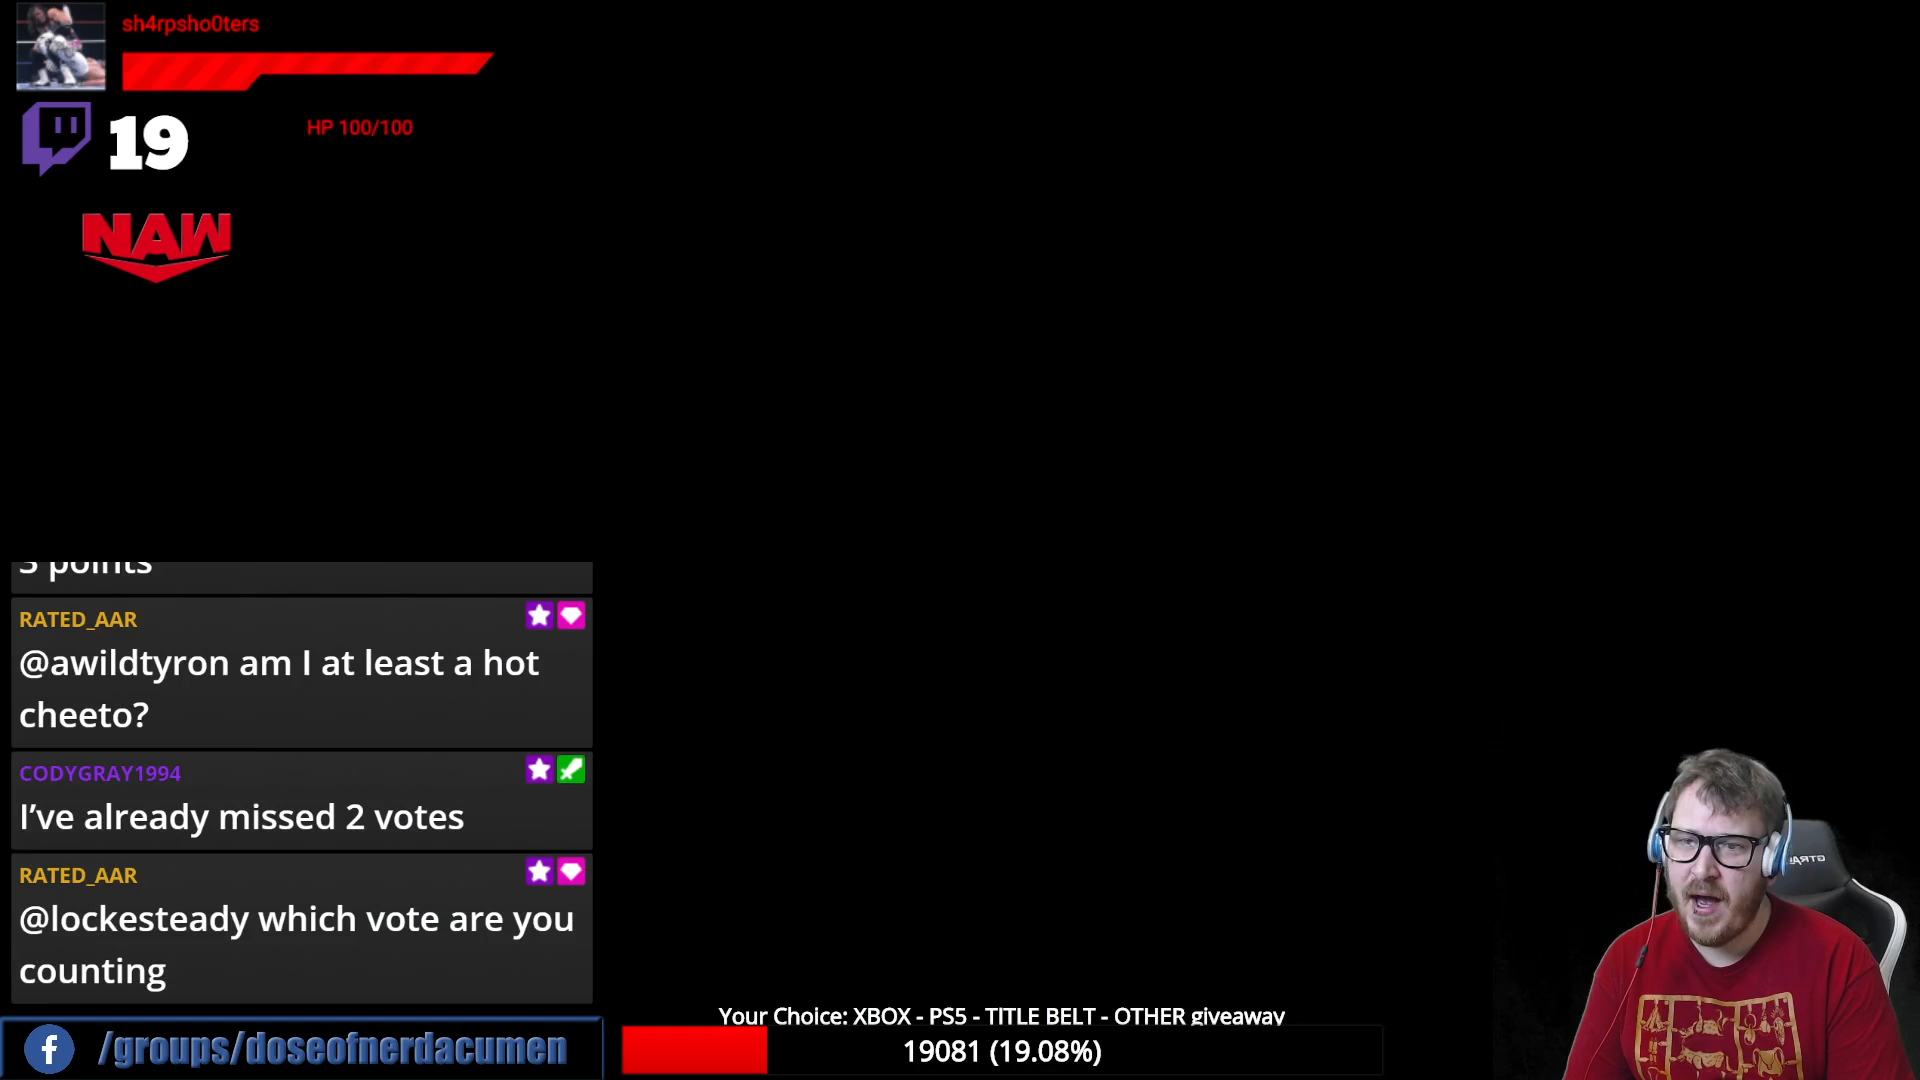 sh4rpsho0ters
19
HP 100/100
NAW
3 points
RATED_AAR
@awildtyron am I at least a hot
cheeto?
CODYGRAY1994
I've already missed 2 votes
RATED_AAR
@lockesteady which vote are you
counting
/groups/doseofnerdacumen
Your Choice: XBOX - PS5 - TITLE BELT - OTHER giveaway
19081 (19.08%)